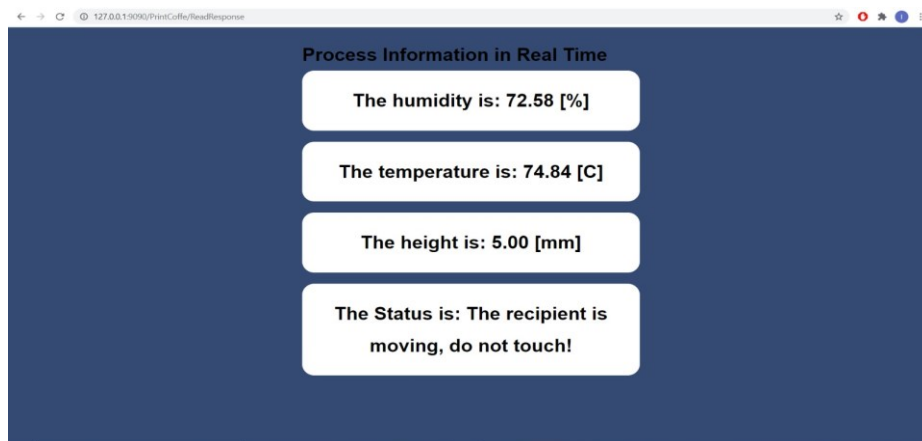 127.0.0.1:9090/PrintCoffe/ReadResponse
Process Information in Real Time
The humidity is: 72.58 [%]
The temperature is: 74.84 [C]
The height is: 5.00 [mm]
The Status is: The recipient is
moving, do not touch!